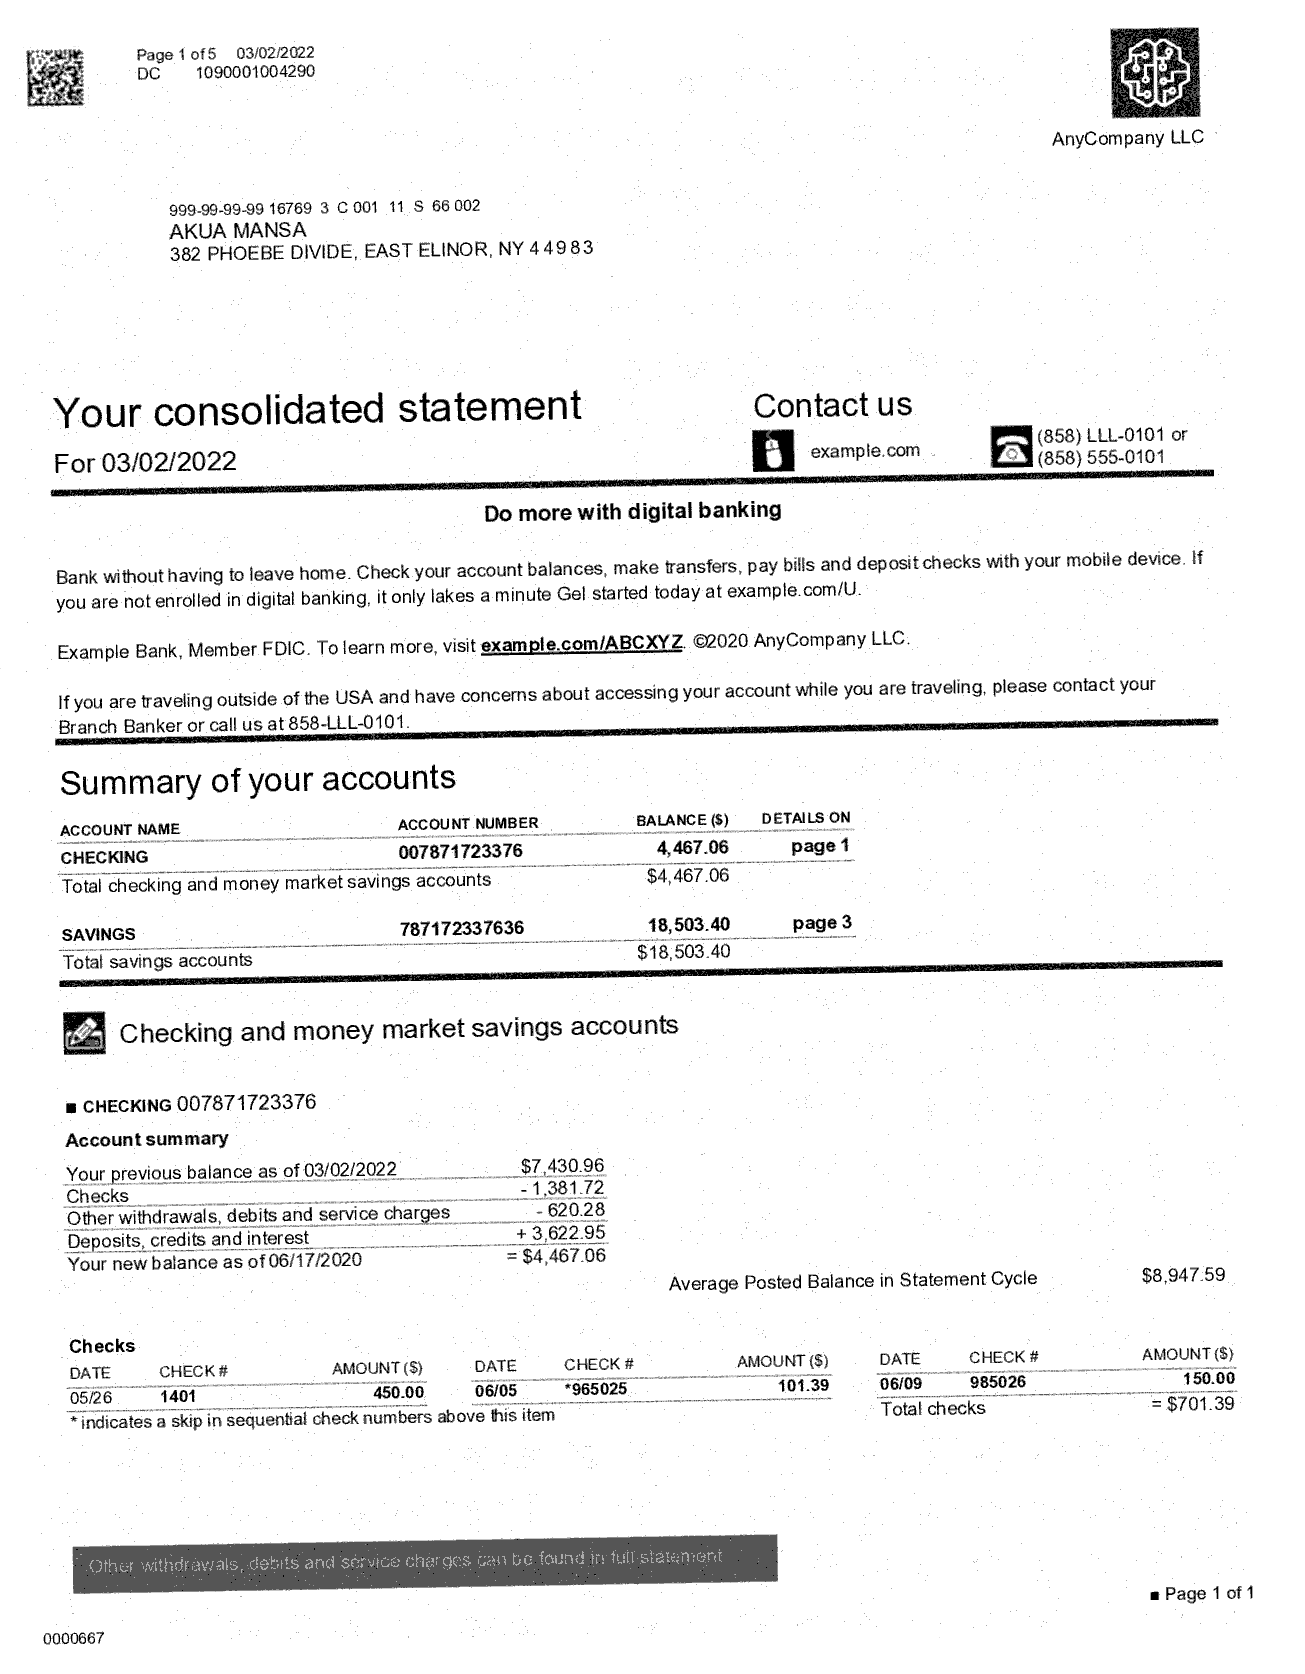 Page 1 of 5 03/02/2022
DC 1090001004290
AnyCompany LLC
999-99-99-99 16769 3 C 001 11 S 66 002
AKUA MANSA
382 PHOEBE DIVIDE, EAST ELINOR, NY 44983
Your consolidated statement
For 03/02/2022
Contact us
example.com
(858) LLL-0101 or
(858) 555-0101
Do more with digital banking
Bank without having to leave home. Check your account balances, make transfers, pay bills and deposit checks with your mobile device. If
you are not enrolled in digital banking, it only lakes a minute Gel started today at example.com/U.
Example Bank, Member FDIC. To learn more, visit example.com/ABCXYZ. ©2020 AnyCompany LLC.
If you are traveling outside of the USA and have concerns about accessing your account while you are traveling, please contact your
Branch Banker or call us at 858-LLL-0101.
Summary of your accounts
ACCOUNT NAME ACCOUNT NUMBER BALANCE ($) DETAILS ON
CHECKING 007871723376 4,467.06 page 1
Total checking and money market savings accounts $4,467.06
SAVINGS 787172337636 18,503.40 page 3
Total savings accounts $18,503.40
Checking and money market savings accounts
■ CHECKING 007871723376
Account summary
Your previous balance as of 03/02/2022 $7,430.96
Checks - 1,381.72
Other withdrawals, debits and service charges - 620.28
Deposits, credits and interest + 3,622.95
Your new balance as of 06/17/2020 = $4,467.06
Average Posted Balance in Statement Cycle $8,947.59
Checks
DATE CHECK # AMOUNT ($) DATE CHECK # AMOUNT ($) DATE CHECK # AMOUNT ($)
05/26 1401 450.00 06/05 *965025 101.39 06/09 985026 150.00
* indicates a skip in sequential check numbers above this item Total checks = $701.39
Other withdrawals, debits and service charges can be found in full statement
■ Page 1 of 1
0000667